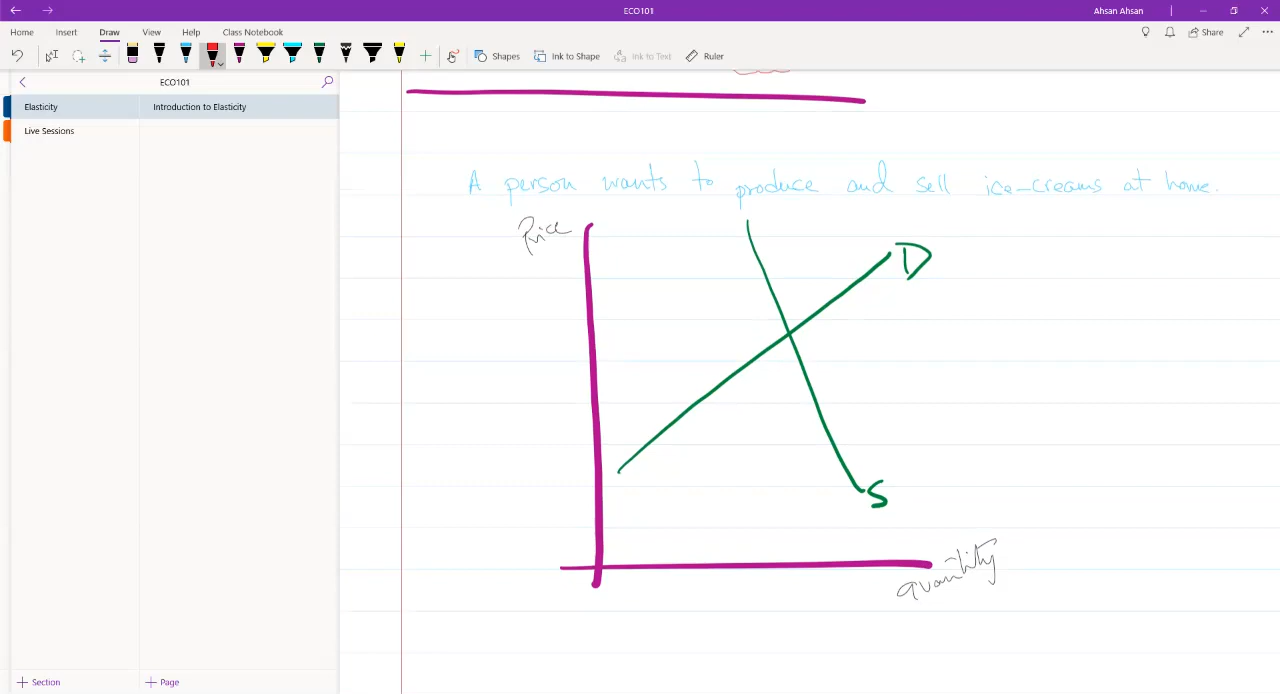 ECO101
Ahsan Ahsan
Home Insert Draw View Help Class Notebook
Share
Shapes Ink to Shape Ink to Text Ruler
ECO101
Elasticity
Introduction to Elasticity
Live Sessions
A person wants to produce and sell ice-creams at home.
Price
D
S
quantity
Section
Page